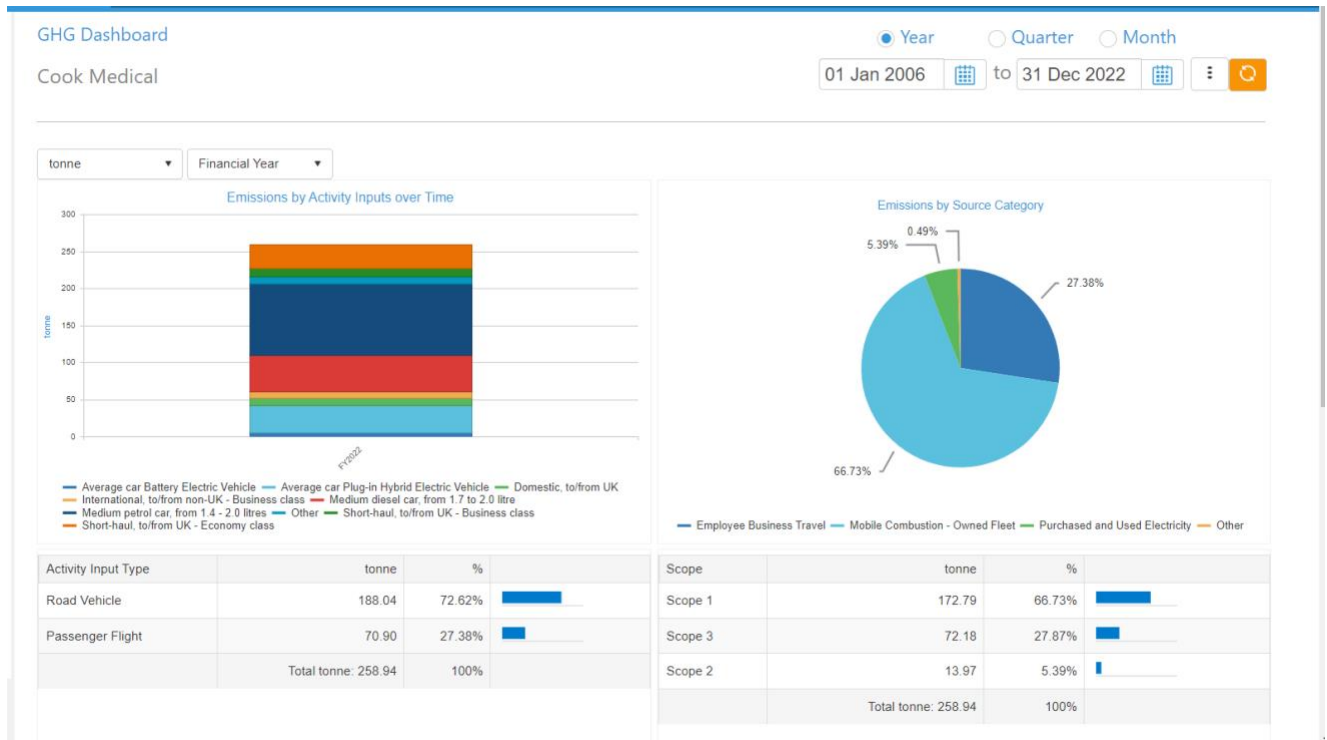 GHG Dashboard
Year Quarter Month
Cook Medical
01 Jan 2006 to 31 Dec 2022
tonne Financial Year
Emissions by Activity Inputs over Time
300
250
200
150
100
50
0
tonne
FY2022
Average car Battery Electric Vehicle Average car Plug-in Hybrid Electric Vehicle Domestic, to/from UK
International, to/from non-UK - Business class Medium diesel car, from 1.7 to 2.0 litre
Medium petrol car, from 1.4 - 2.0 litres Other Short-haul, to/from UK - Business class
Short-haul, to/from UK - Economy class
Emissions by Source Category
0.49%
5.39%
27.38%
66.73%
Employee Business Travel Mobile Combustion - Owned Fleet Purchased and Used Electricity Other
Activity Input Type tonne %
Road Vehicle 188.04 72.62%
Passenger Flight 70.90 27.38%
Total tonne: 258.94 100%
Scope tonne %
Scope 1 172.79 66.73%
Scope 3 72.18 27.87%
Scope 2 13.97 5.39%
Total tonne: 258.94 100%